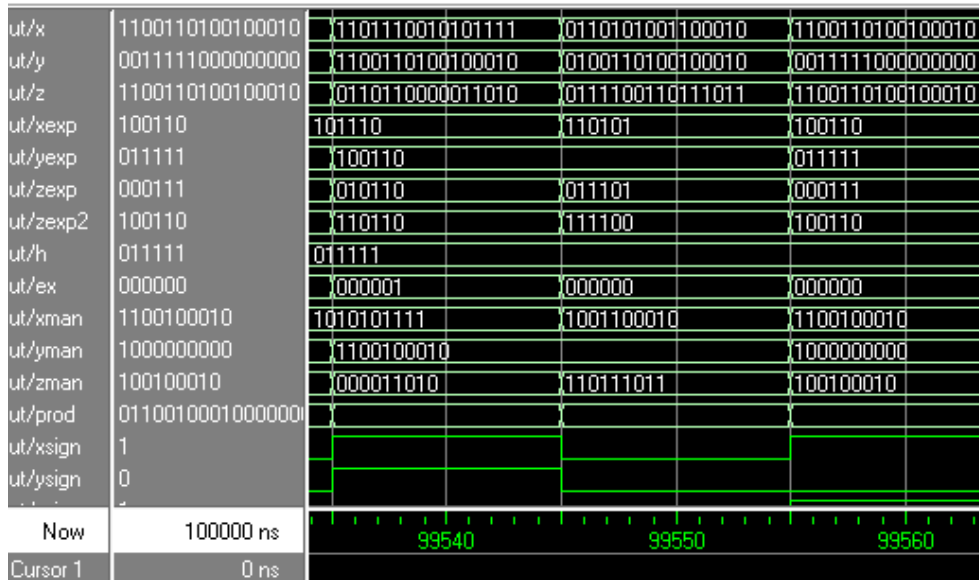 ut/x 1100110100100010 1101110010101111 0110101001100010 1100110100100010
ut/y 0011111000000000 1100110100100010 0100110100100010 0011111000000000
ut/z 1100110100100010 0110110000011010 0111100110111011 1100110100100010
ut/xexp 100110 101110 110101 100110
ut/yexp 011111 100110 011111
ut/zexp 000111 010110 011101 000111
ut/zexp2 100110 110110 111100 100110
ut/h 011111 011111
ut/ex 000000 000001 000000 000000
ut/xman 1100100010 1010101111 1001100010 1100100010
ut/yman 1000000000 1100100010 1000000000
ut/zman 100100010 000011010 110111011 100100010
ut/prod 0110010001000000
ut/xsign 1
ut/ysign 0
Now 100000 ns 99540 99550 99560
Cursor 1 0 ns